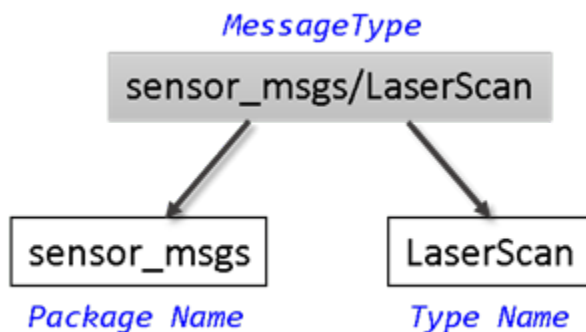 MessageType
sensor_msgs/LaserScan
sensor_msgs
LaserScan
Package Name
Type Name